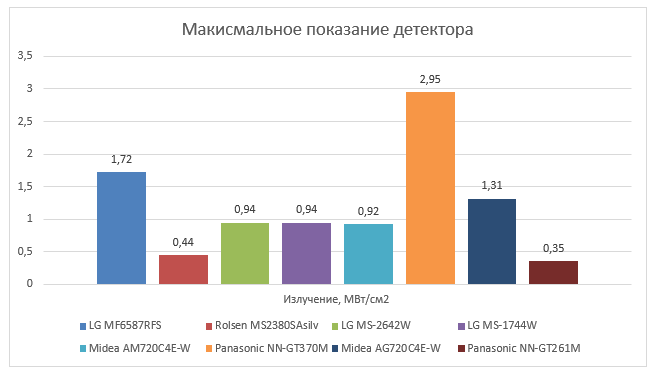 Макисмальное показание детектора
3,5
3
2,5
2
1,5
1
0,5
0
1,72
0,44
0,94
0,94
0,92
2,95
1,31
0,35
Излучение, МВт/см2
LG MF6587RFS
Rolsen MS2380SAsilv
LG MS-2642W
LG MS-1744W
Midea AM720C4E-W
Panasonic NN-GT370M
Midea AG720C4E-W
Panasonic NN-GT261M